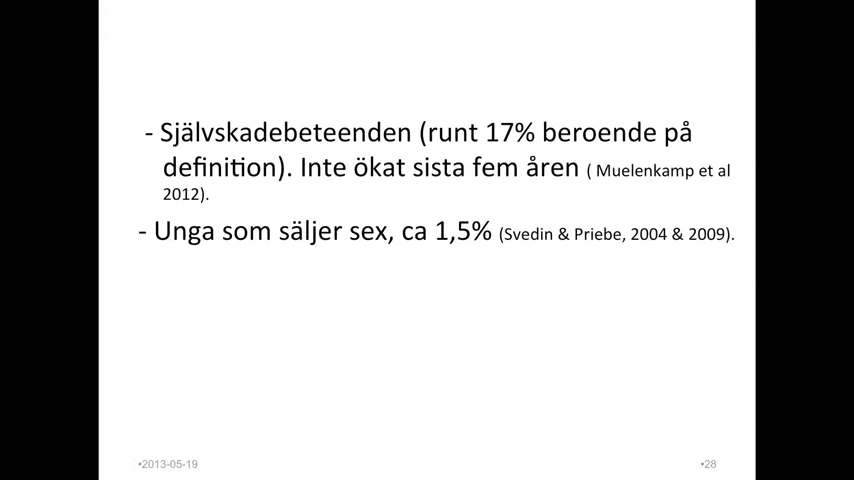 - Självskadebeteenden (runt 17% beroende på
definition). Inte ökat sista fem åren ( Muelenkamp et al
2012).
- Unga som säljer sex, ca 1,5% (Svedin & Priebe, 2004 & 2009).
•2013-05-19
•28